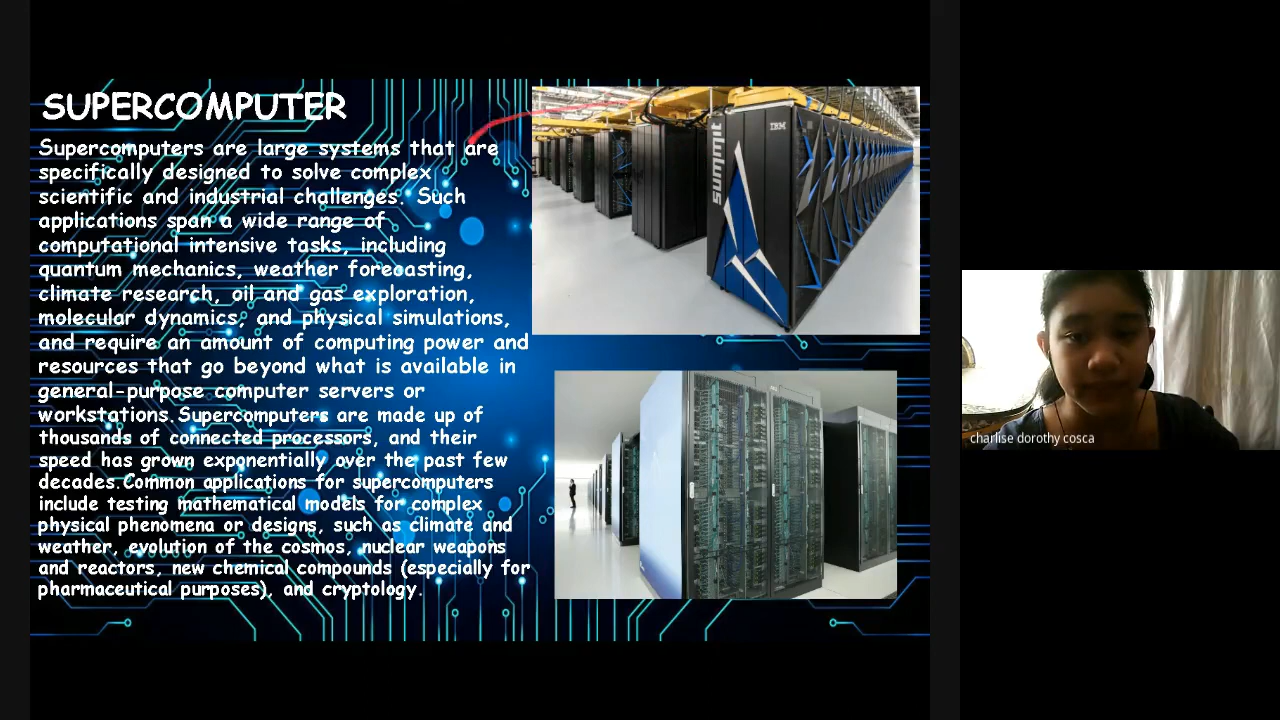 SUPERCOMPUTER
Supercomputers are large systems that are
specifically designed to solve complex
scientific and industrial challenges. Such
applications span a wide range of
computational intensive tasks, including
quantum mechanics, weather forecasting,
climate research, oil and gas exploration,
molecular dynamics, and physical simulations,
and require an amount of computing power and
resources that go beyond what is available in
general-purpose computer servers or
workstations.Supercomputers are made up of
thousands of connected processors, and their
speed has grown exponentially over the past few
decades.Common applications for supercomputers
include testing mathematical models for complex
physical phenomena or designs, such as climate and
weather, evolution of the cosmos, nuclear weapons
and reactors, new chemical compounds (especially for
pharmaceutical purposes), and cryptology.
summit
IBM
charlise dorothy cosca